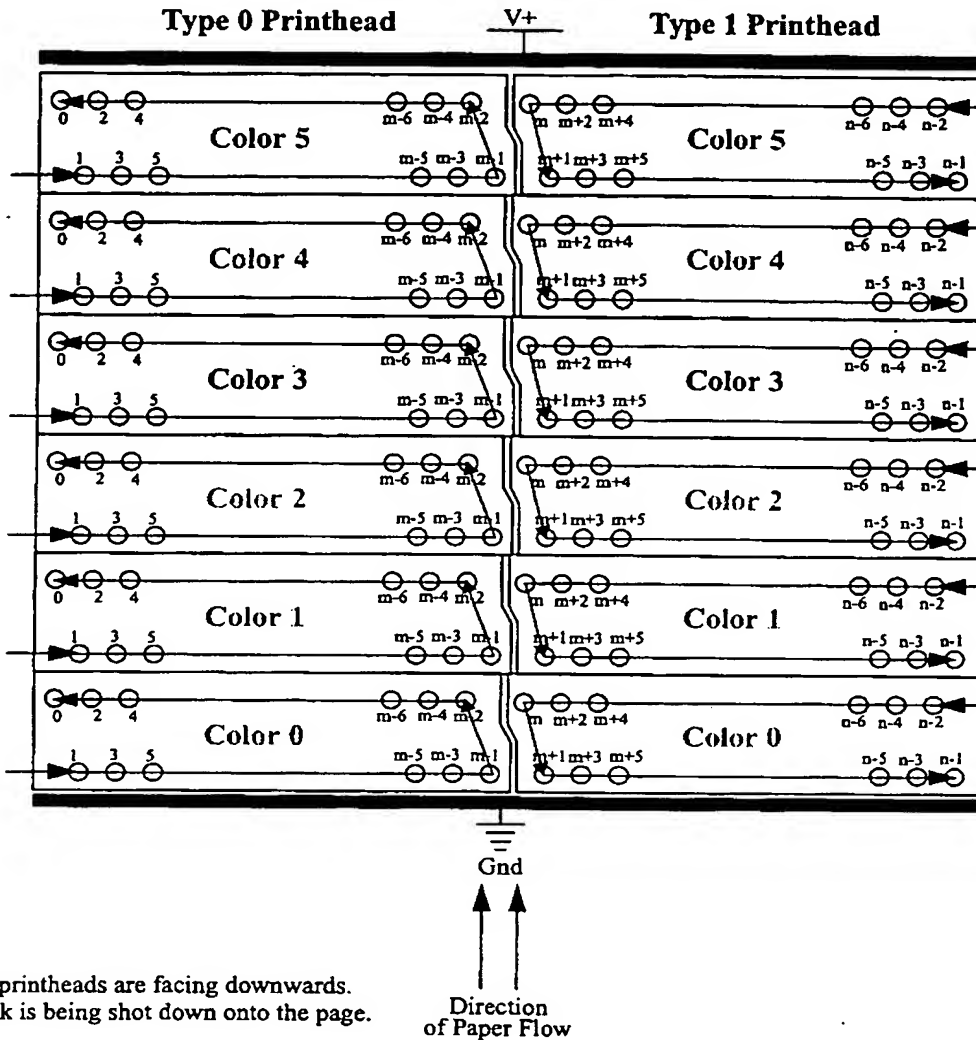 Type 0 Printhead V+ Type 1 Printhead
0 2 4 m-6 m-4 m-2 m m+2 m+4 n-6 n-4 n-2
Color 5 Color 5
1 3 5 m-5 m-3 m-1 m+1 m+3 m+5 n-5 n-3 n-1
0 2 4 m-6 m-4 m-2 m m+2 m+4 n-6 n-4 n-2
Color 4 Color 4
1 3 5 m-5 m-3 m-1 m+1 m+3 m+5 n-5 n-3 n-1
0 2 4 m-6 m-4 m-2 m m+2 m+4 n-6 n-4 n-2
Color 3 Color 3
1 3 5 m-5 m-3 m-1 m+1 m+3 m+5 n-5 n-3 n-1
0 2 4 m-6 m-4 m-2 m m+2 m+4 n-6 n-4 n-2
Color 2 Color 2
1 3 5 m-5 m-3 m-1 m+1 m+3 m+5 n-5 n-3 n-1
0 2 4 m-6 m-4 m-2 m m+2 m+4 n-6 n-4 n-2
Color 1 Color 1
1 3 5 m-5 m-3 m-1 m+1 m+3 m+5 n-5 n-3 n-1
0 2 4 m-6 m-4 m-2 m m+2 m+4 n-6 n-4 n-2
Color 0 Color 0
1 3 5 m-5 m-3 m-1 m+1 m+3 m+5 n-5 n-3 n-1
Gnd
printheads are facing downwards.
k is being shot down onto the page.
Direction
of Paper Flow